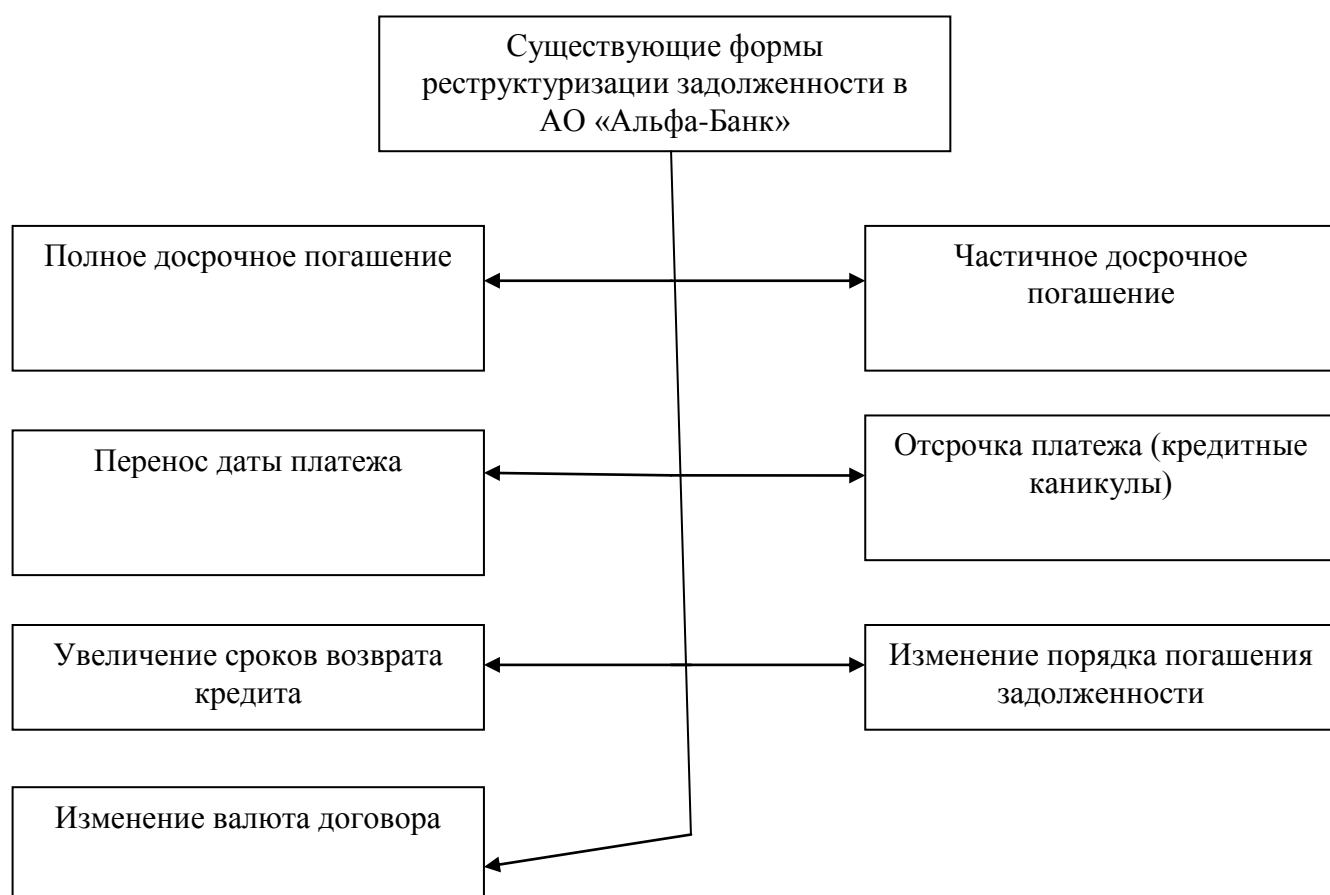 Существующие формы
реструктуризации задолженности в
АО «Альфа-Банк»
Полное досрочное погашение
Частичное досрочное
погашение
Перенос даты платежа
Отсрочка платежа (кредитные
каникулы)
Увеличение сроков возврата
кредита
Изменение порядка погашения
задолженности
Изменение валюта договора